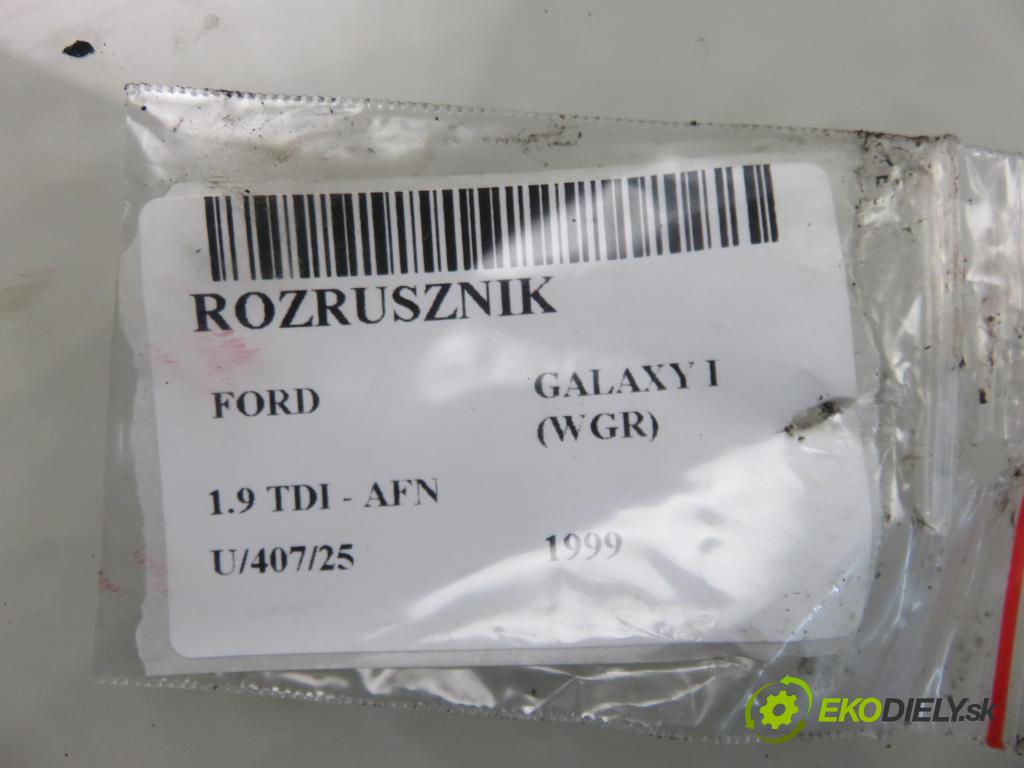 ROZRUSZNIK
FORD
GALAXY I
(WGR)
1.9 TDI - AFN
U/407/25
1999
EKODIELY.sk